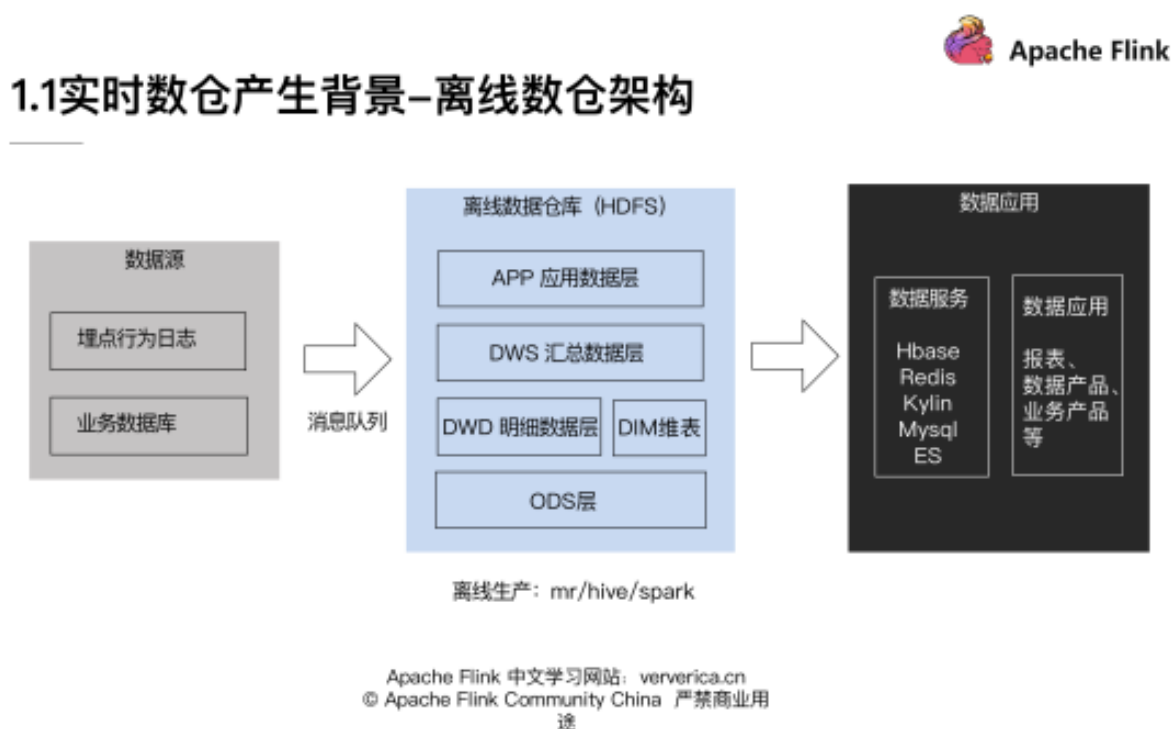 Apache Flink
1.1实时数仓产生背景–离线数仓架构
数据源
埋点行为日志
业务数据库
消息队列
离线数据仓库（HDFS）
APP 应用数据层
DWS 汇总数据层
DWD 明细数据层
DIM维表
ODS层
离线生产：mr/hive/spark
数据应用
数据服务
Hbase
Redis
Kylin
Mysql
ES
数据应用
报表、
数据产品、
业务产品
等
Apache Flink 中文学习网站：ververica.cn
© Apache Flink Community China 严禁商业用
途